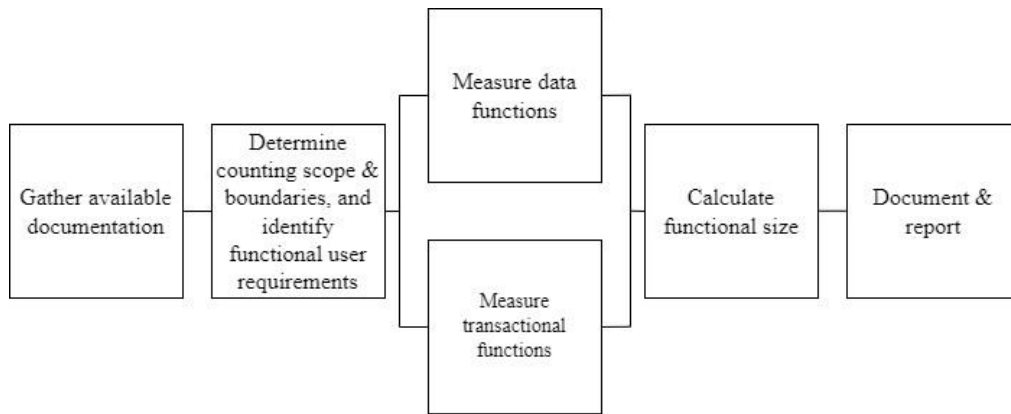 Gather available
documentation
Determine
counting scope &
boundaries, and
identify
functional user
requirements
Measure data
functions
Measure
transactional
functions
Calculate
functional size
Document &
report